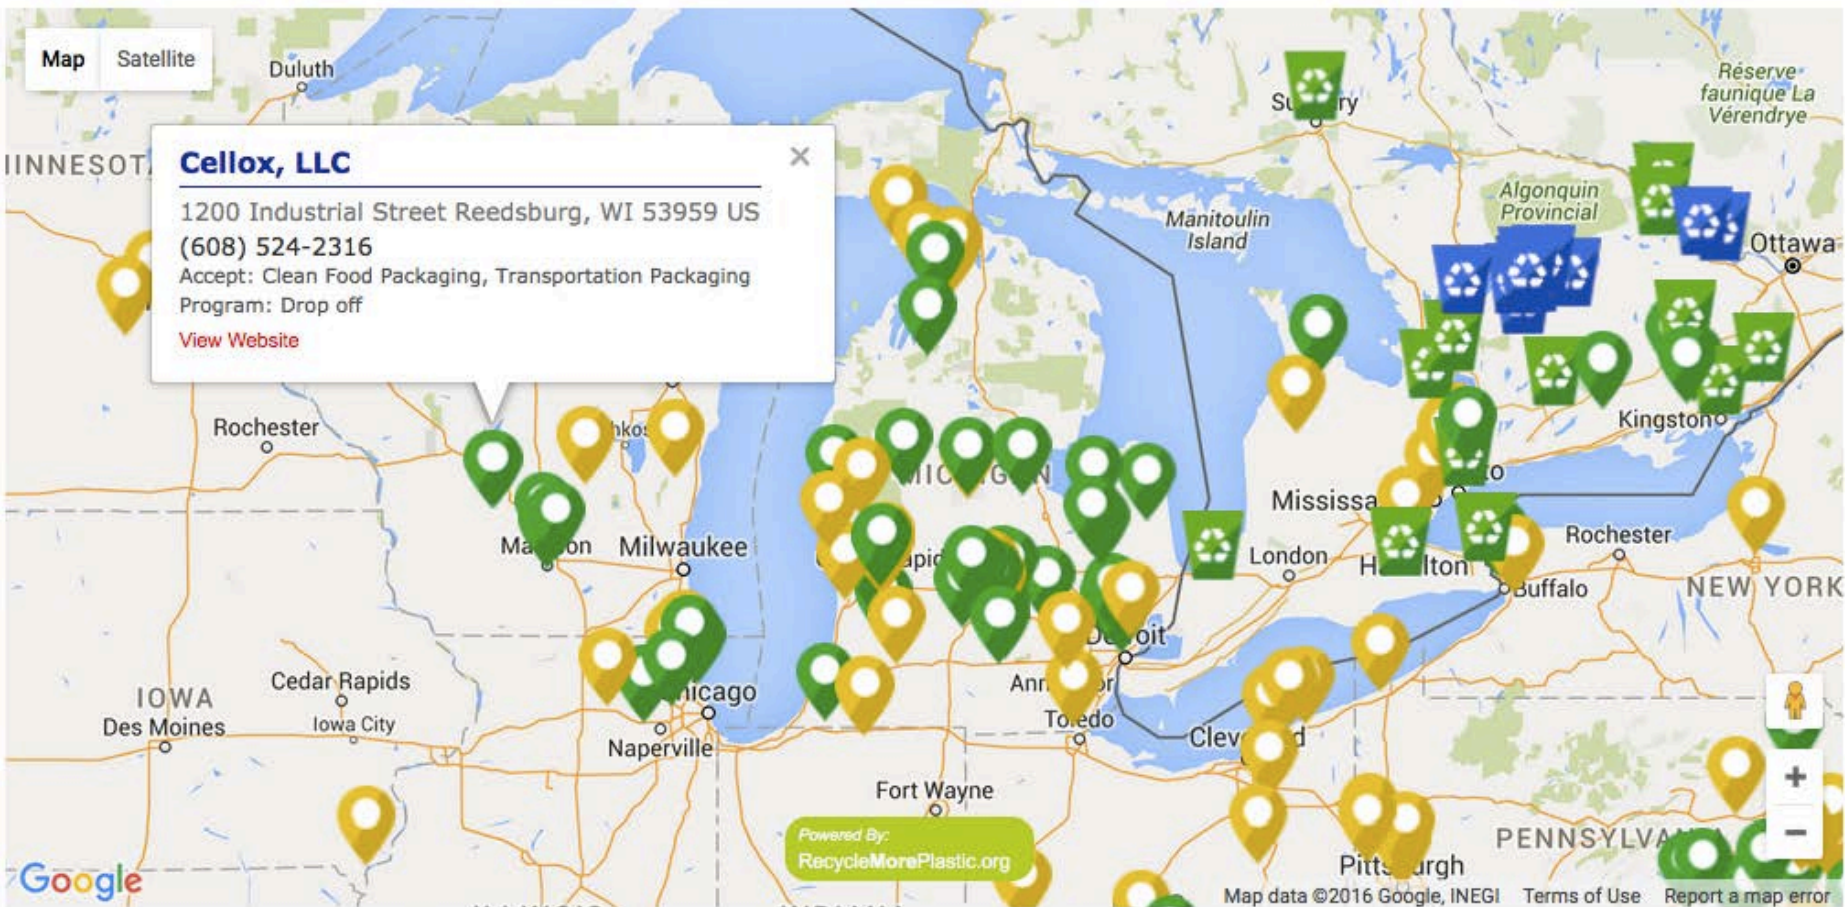 Map Satellite
Duluth
Cellox, LLC
1200 Industrial Street Reedsburg, WI 53959 US
(608) 524-2316
Accept: Clean Food Packaging, Transportation Packaging
Program: Drop off
View Website
Réserve
faunique La
Vérendrye
Algonquin
Provincial
Manitoulin
Island
Ottawa
Rochester
Kingston
Milwaukee
London
Rochester
NEW YORK
Buffalo
IOWA
Cedar Rapids
Des Moines
Iowa City
Naperville
Toledo
Fort Wayne
Powered By:
RecycleMorePlastic.org
Google
Map data ©2016 Google, INEGI Terms of Use Report a map error